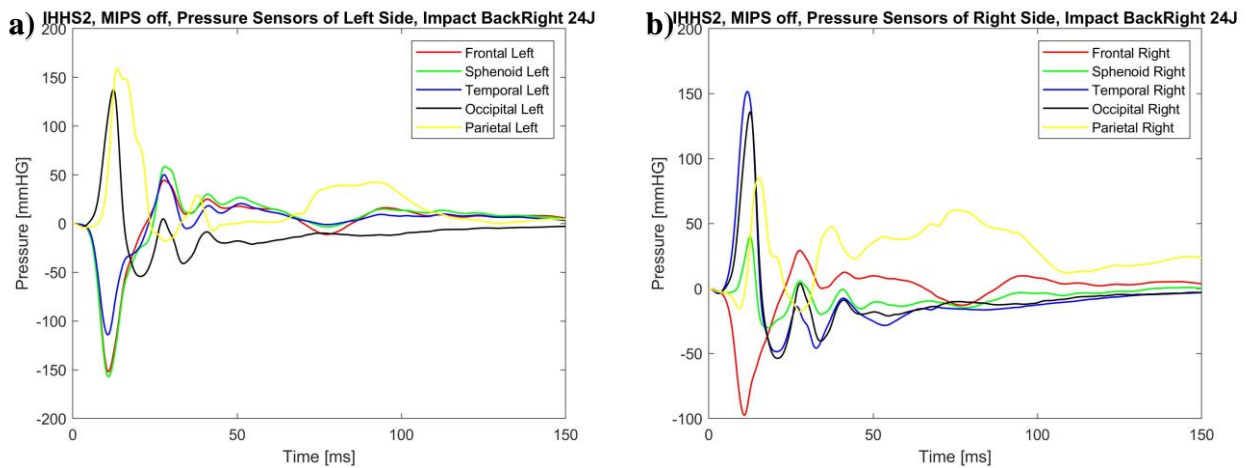 a)
IHHS2, MIPS off, Pressure Sensors of Left Side, Impact BackRight 24J
200
150
100
50
0
-50
-100
-150
-200
Pressure [mmHG]
0
50
100
150
Time [ms]
Frontal Left
Sphenoid Left
Temporal Left
Occipital Left
Parietal Left
b)
IHHS2, MIPS off, Pressure Sensors of Right Side, Impact BackRight 24J
200
150
100
50
0
-50
-100
Pressure [mmHG]
0
50
100
150
Time [ms]
Frontal Right
Sphenoid Right
Temporal Right
Occipital Right
Parietal Right